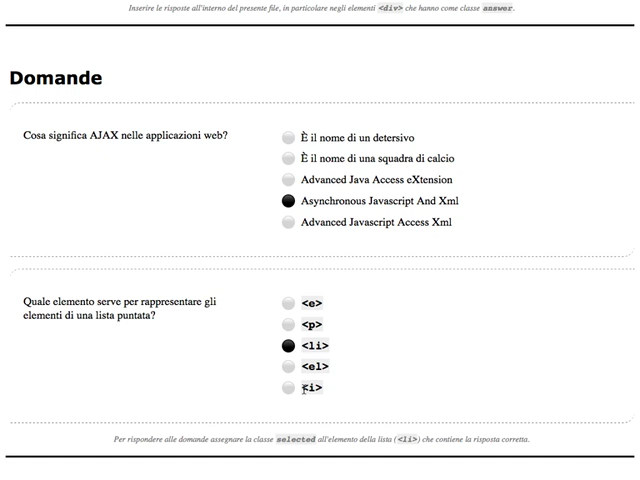 Inserire le risposte all'interno del presente file, in particolare negli elementi <div> che hanno come classe answer.
Domande
Cosa significa AJAX nelle applicazioni web?
È il nome di un detersivo
È il nome di una squadra di calcio
Advanced Java Access eXtension
Asynchronous Javascript And Xml
Advanced Javascript Access Xml
Quale elemento serve per rappresentare gli
elementi di una lista puntata?
<e>
<p>
<li>
<el>
<i>
Per rispondere alle domande assegnare la classe selected all'elemento della lista (<li>) che contiene la risposta corretta.